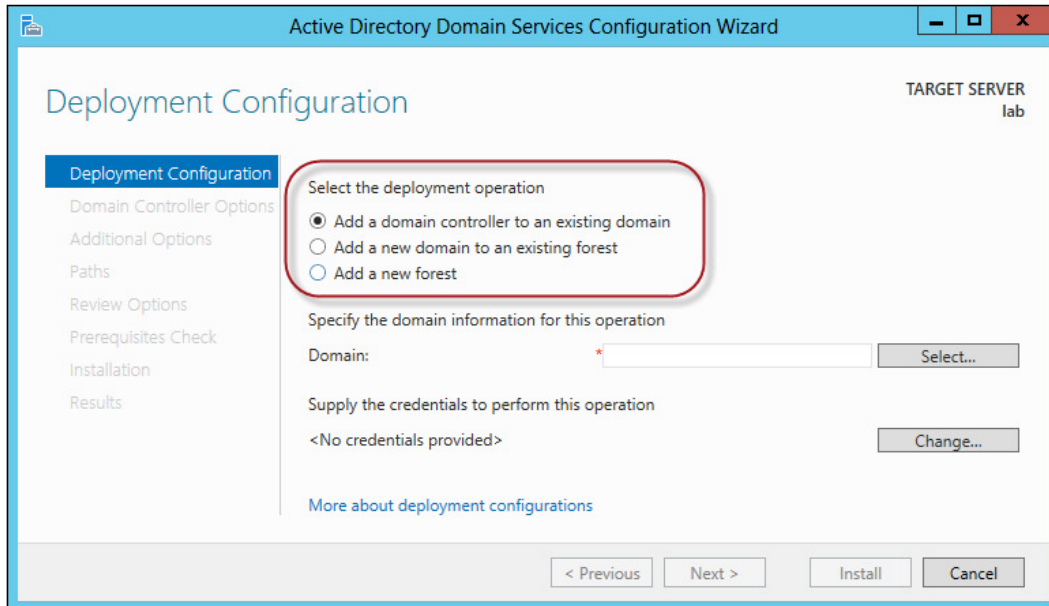 Active Directory Domain Services Configuration Wizard
Deployment Configuration
TARGET SERVER
lab
Deployment Configuration
Domain Controller Options
Additional Options
Paths
Review Options
Prerequisites Check
Installation
Results
Select the deployment operation
Add a domain controller to an existing domain
Add a new domain to an existing forest
Add a new forest
Specify the domain information for this operation
Domain: * Select...
Supply the credentials to perform this operation
<No credentials provided> Change...
More about deployment configurations
< Previous Next > Install Cancel